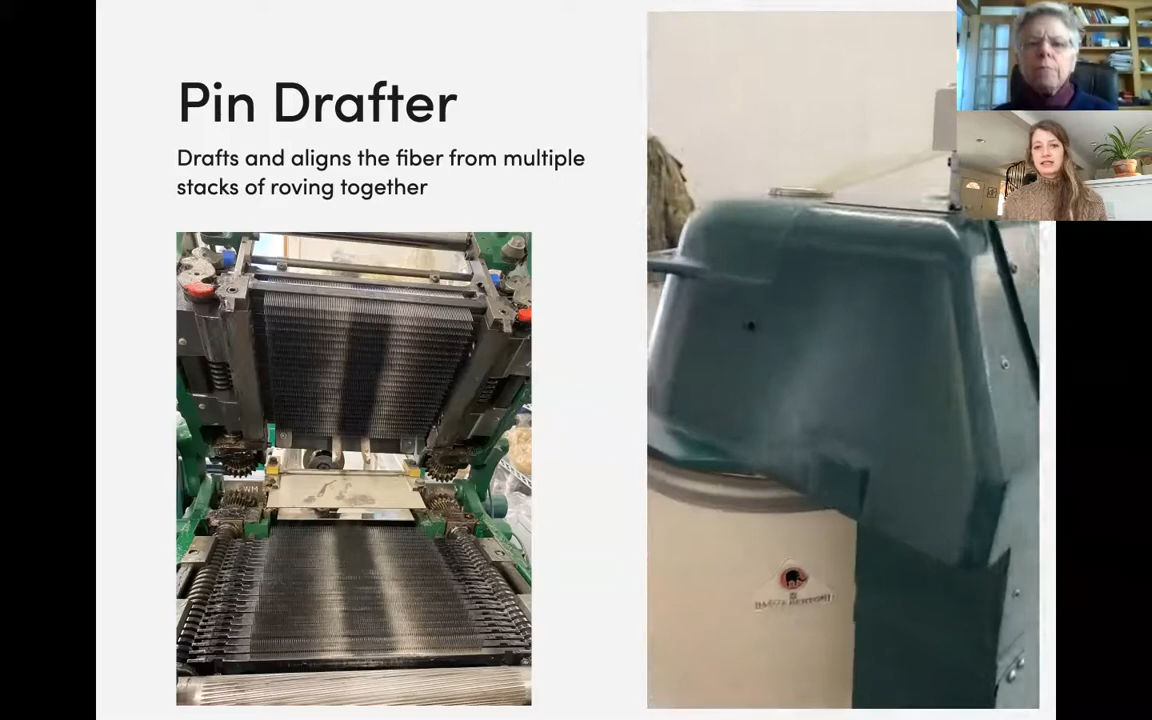 Pin Drafter
Drafts and aligns the fiber from multiple
stacks of roving together